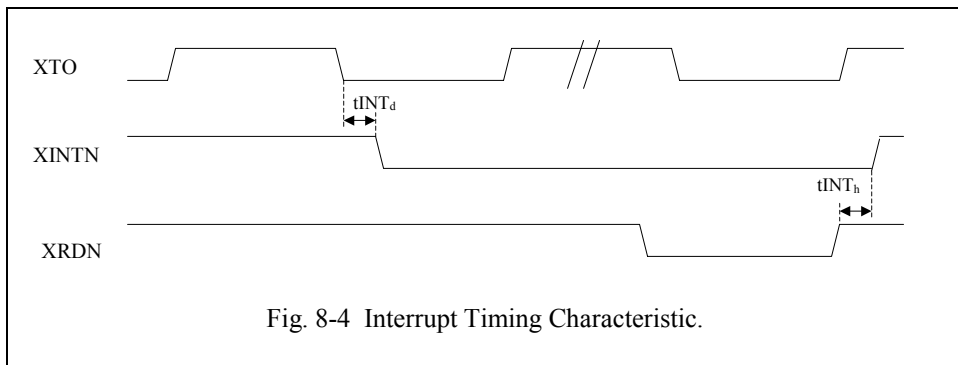 XTO
tINTd
XINTN
tINTh
XRDN
Fig. 8-4 Interrupt Timing Characteristic.